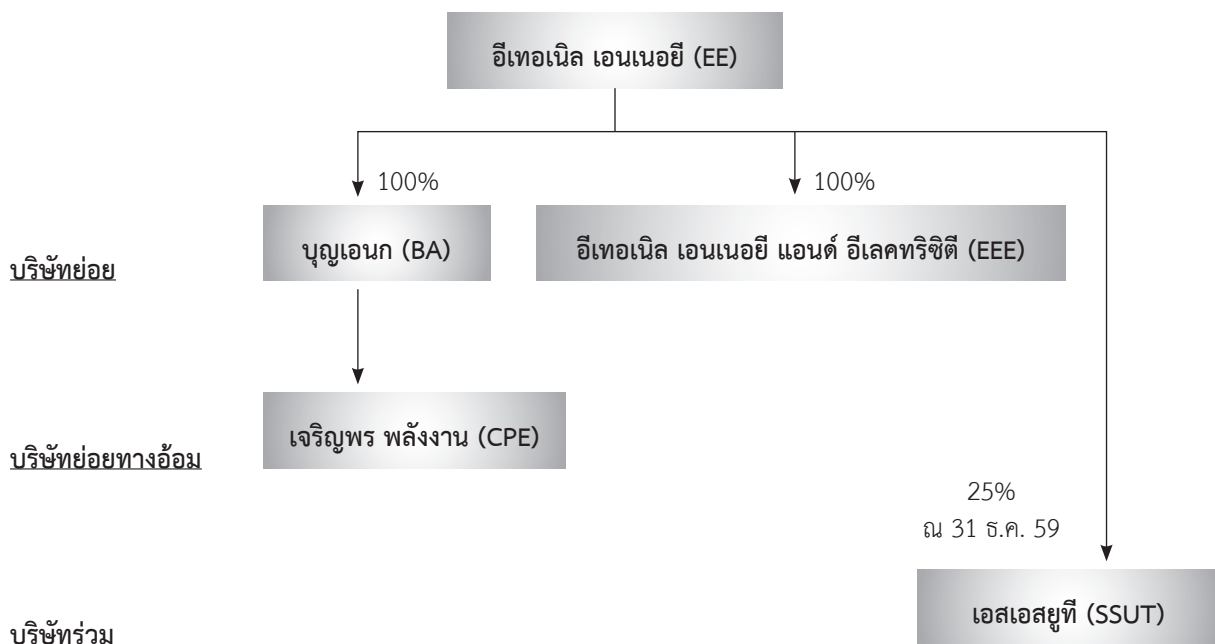 อีเทอเนิล เอนเนอยี (EE)
100%
100%
บริษัทย่อย
บุญเอนก (BA)
อีเทอเนิล เอนเนอยี แอนด์ อีเลคทริซิตี (EEE)
บริษัทย่อยทางอ้อม
เจริญพร พลังงาน (CPE)
25%
ณ 31 ธ.ค. 59
บริษัทร่วม
เอสเอสยูที (SSUT)